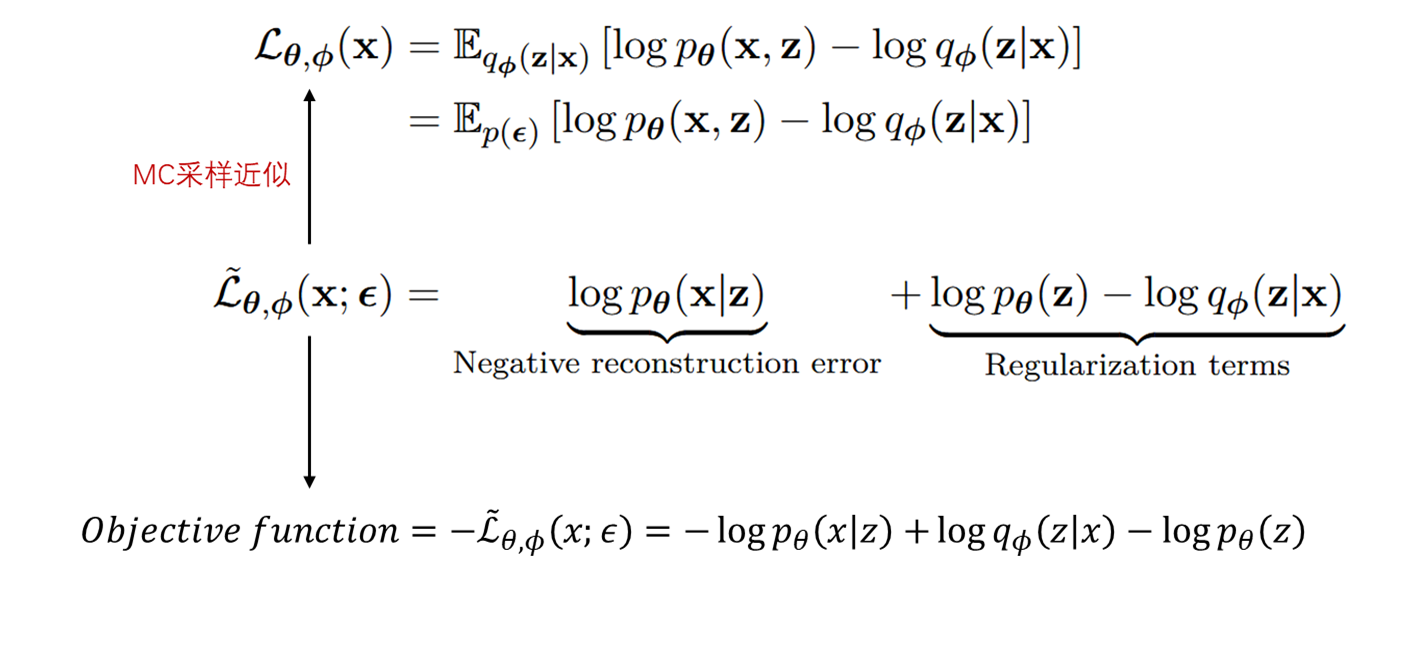 𝓛_{θ,ϕ}(x) = 𝔼_{q_ϕ(z|x)} [log p_θ(x, z) − log q_ϕ(z|x)]
= 𝔼_{p(ϵ)} [log p_θ(x, z) − log q_ϕ(z|x)]
MC采样近似
𝓛̃_{θ,ϕ}(x; ϵ) = log p_θ(x|z) + log p_θ(z) − log q_ϕ(z|x)
Negative reconstruction error Regularization terms
Objective function = −𝓛̃_{θ,ϕ}(x; ϵ) = − log p_θ(x|z) + log q_ϕ(z|x) − log p_θ(z)